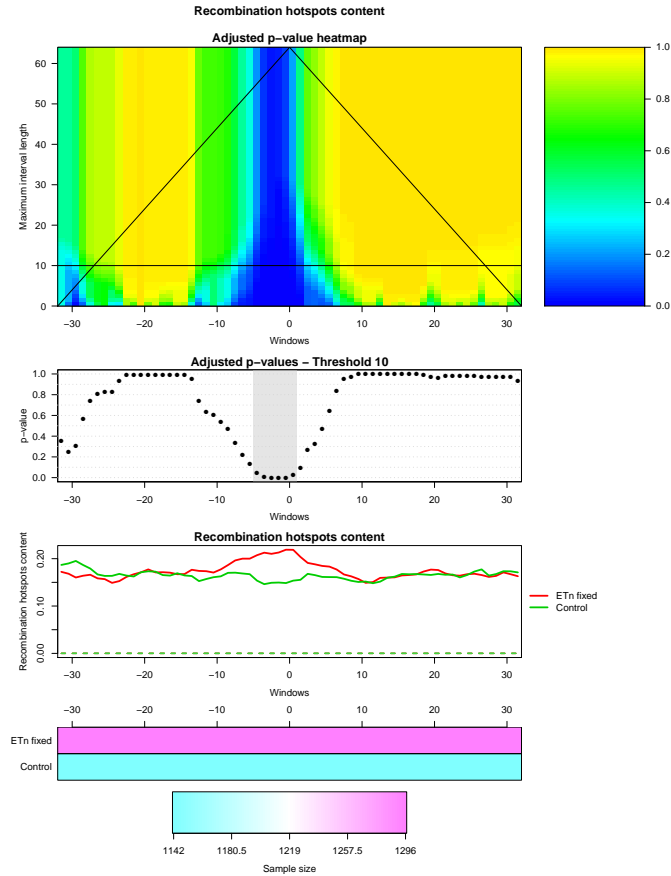 Recombination hotspots content
Adjusted p-value heatmap
Maximum interval length
60
50
40
30
20
10
0
−30 −20 −10 0 10 20 30
Windows
1.0
0.8
0.6
0.4
0.2
0.0
Adjusted p-values − Threshold 10
p-value
1.0
0.8
0.6
0.4
0.2
0.0
−30 −20 −10 0 10 20 30
Windows
Recombination hotspots content
Recombination hotspots content
0.20
0.10
0.00
−30 −20 −10 0 10 20 30
Windows
ETn fixed
Control
−30 −20 −10 0 10 20 30
ETn fixed
Control
1142 1180.5 1219 1257.5 1296
Sample size